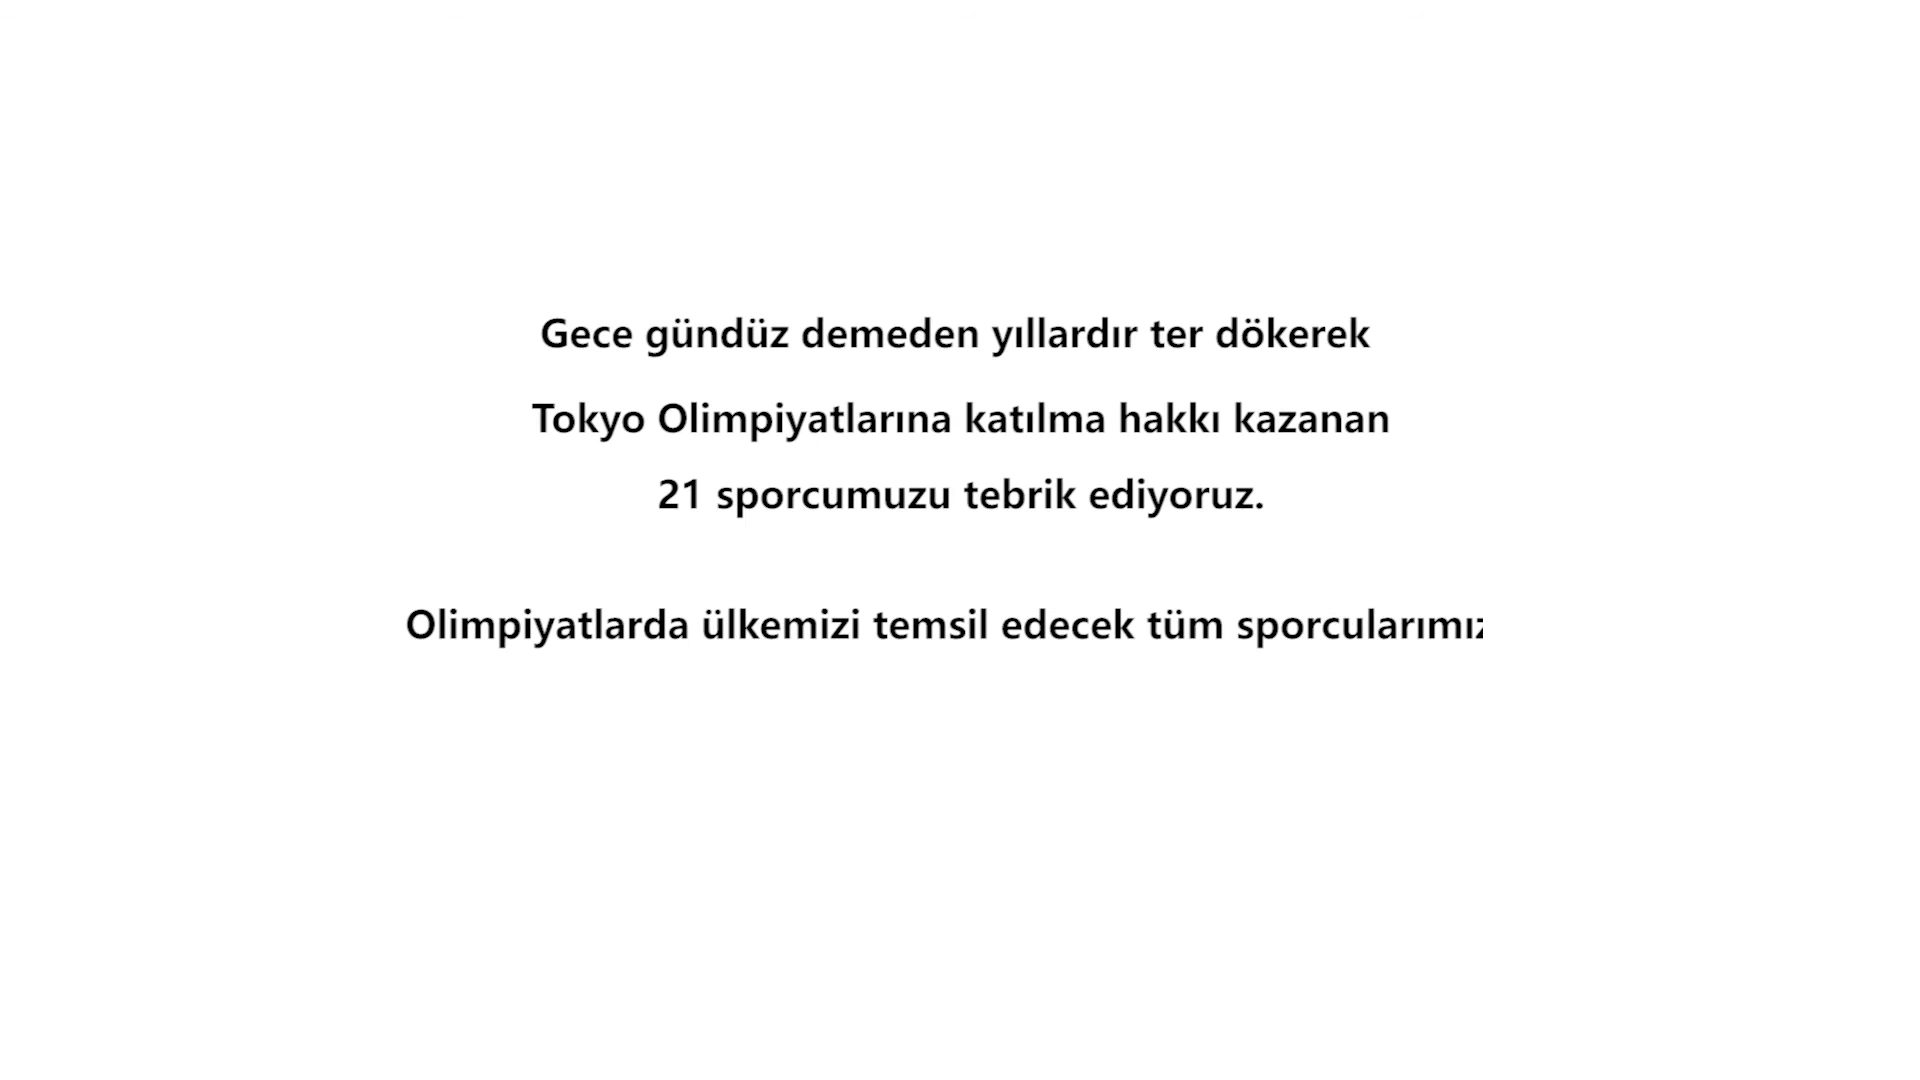 Gece gündüz demeden yıllardır ter dökerek
Tokyo Olimpiyatlarına katılma hakkı kazanan
21 sporcumuzu tebrik ediyoruz.
Olimpiyatlarda ülkemizi temsil edecek tüm sporcularımız